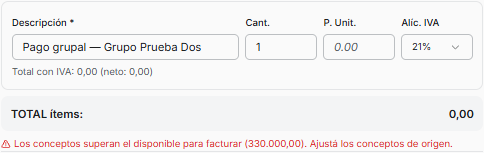 Descripción * Cant. P. Unit. Alíc. IVA
Pago grupal — Grupo Prueba Dos 1 0.00 21%
Total con IVA: 0,00 (neto: 0,00)
TOTAL ítems: 0,00
⚠ Los conceptos superan el disponible para facturar (330.000,00). Ajustá los conceptos de origen.